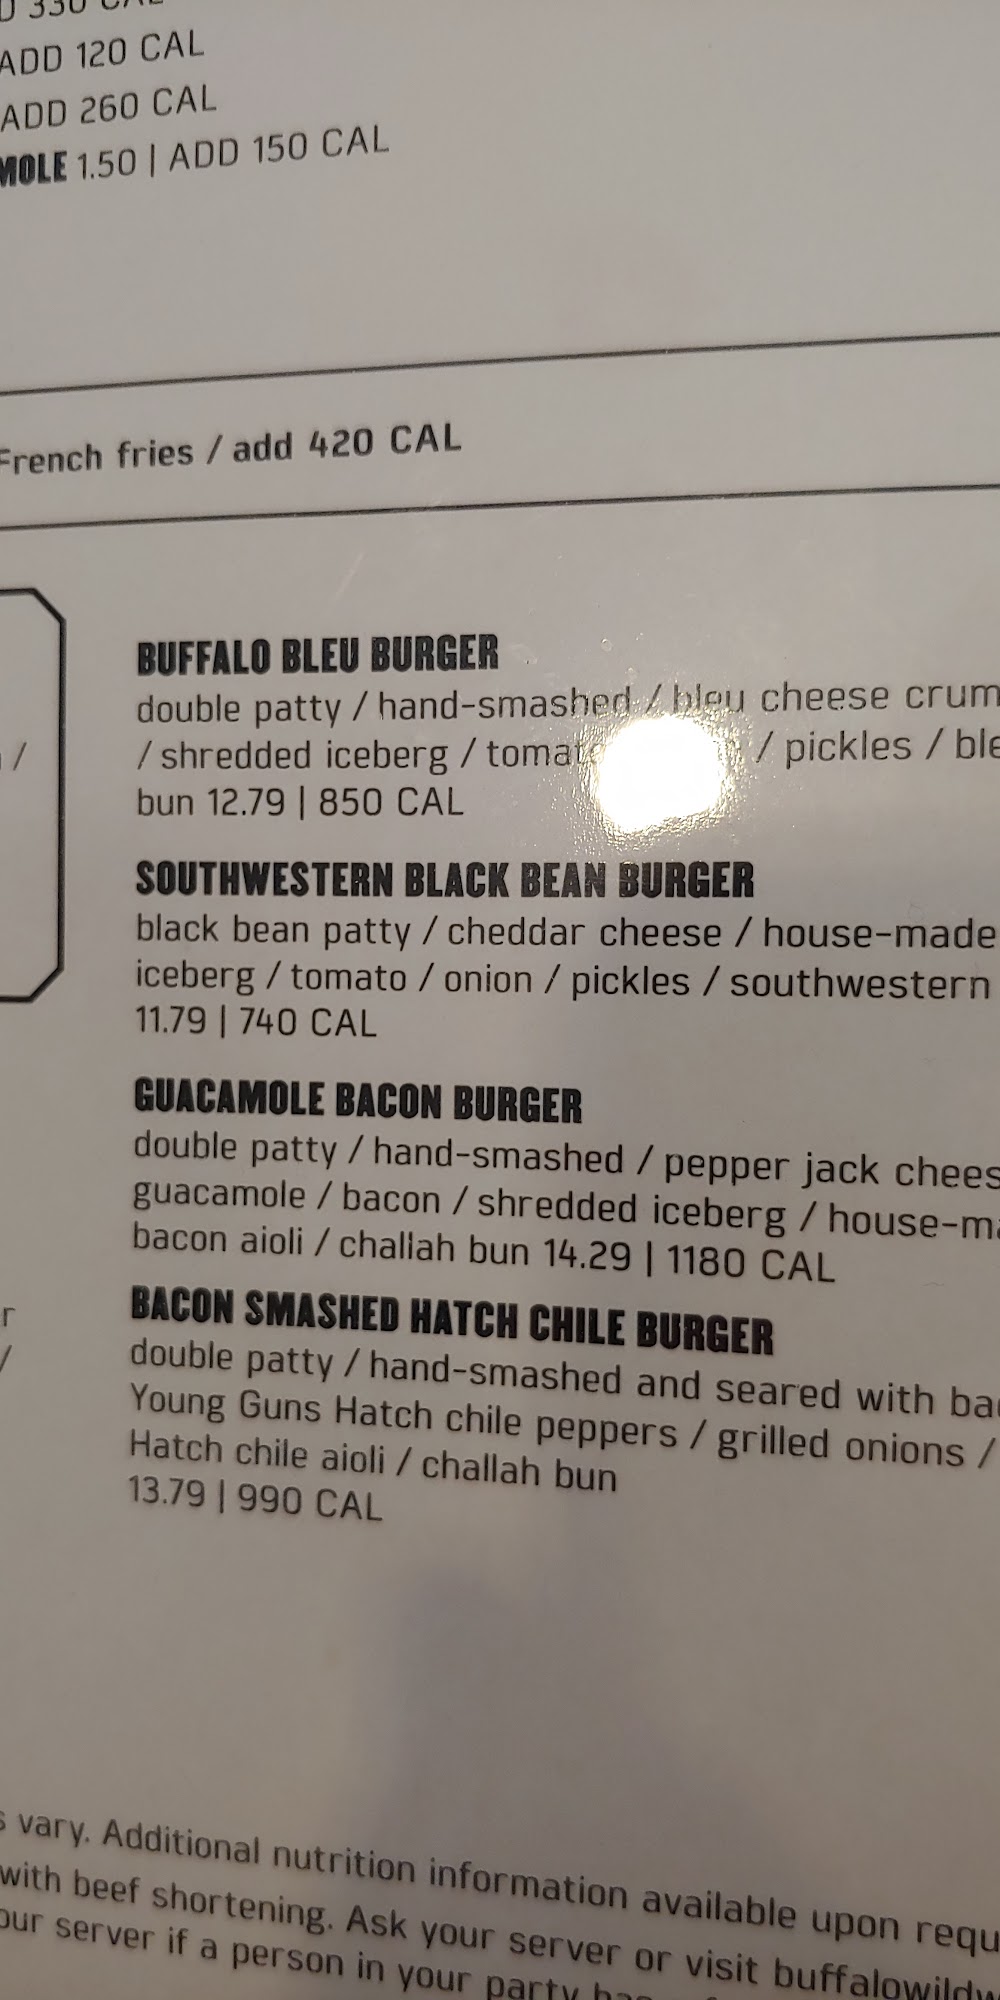 ADD 120 CAL
ADD 260 CAL
MOLE 1.50 | ADD 150 CAL
French fries / add 420 CAL
BUFFALO BLEU BURGER
double patty / hand-smashed / bleu cheese crum
/ shredded iceberg / tomat / pickles / ble
bun 12.79 | 850 CAL
SOUTHWESTERN BLACK BEAN BURGER
black bean patty / cheddar cheese / house-made
iceberg / tomato / onion / pickles / southwestern
11.79 | 740 CAL
GUACAMOLE BACON BURGER
double patty / hand-smashed / pepper jack chees
guacamole / bacon / shredded iceberg / house-ma
bacon aioli / challah bun 14.29 | 1180 CAL
BACON SMASHED HATCH CHILE BURGER
double patty / hand-smashed and seared with bac
Young Guns Hatch chile peppers / grilled onions /
Hatch chile aioli / challah bun
13.79 | 990 CAL
s vary. Additional nutrition information available upon requ
with beef shortening. Ask your server or visit buffalowildw
our server if a person in your party